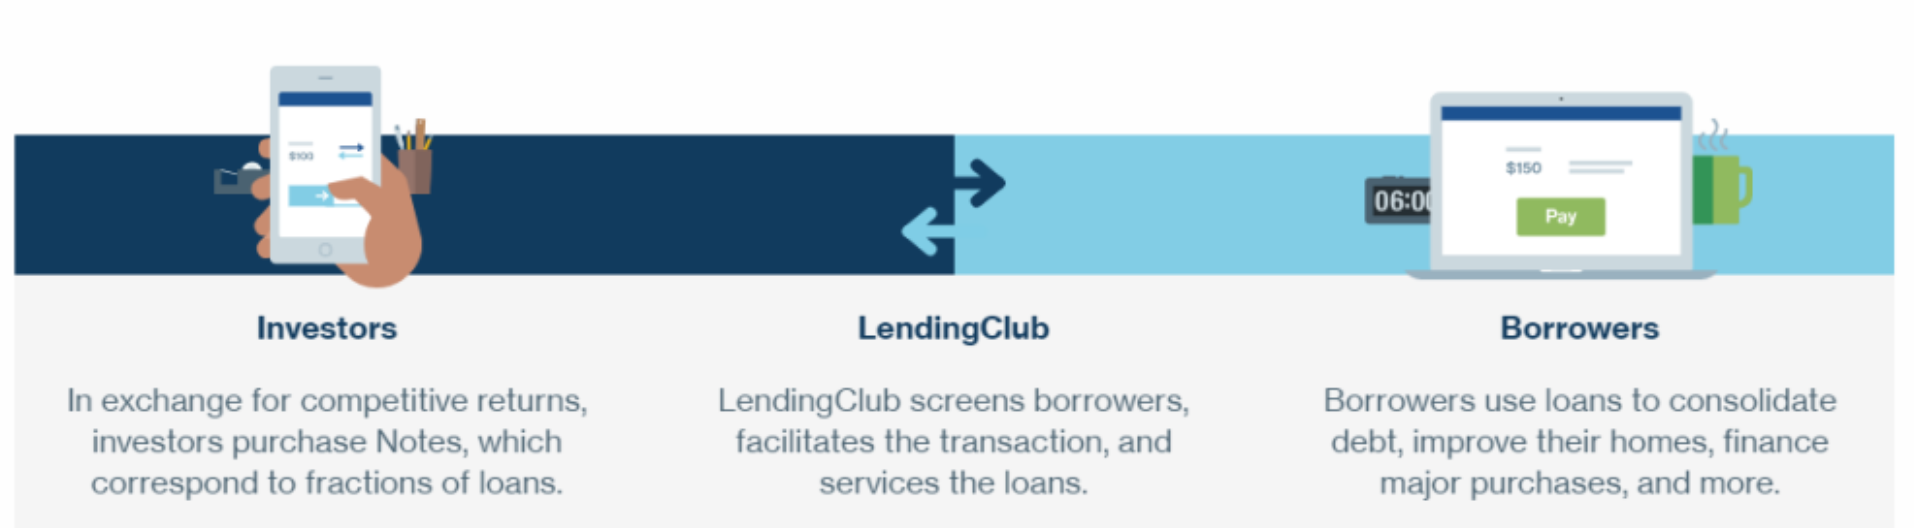 $100
06:00
$150
Pay
Investors
In exchange for competitive returns,
investors purchase Notes, which
correspond to fractions of loans.
LendingClub
LendingClub screens borrowers,
facilitates the transaction, and
services the loans.
Borrowers
Borrowers use loans to consolidate
debt, improve their homes, finance
major purchases, and more.